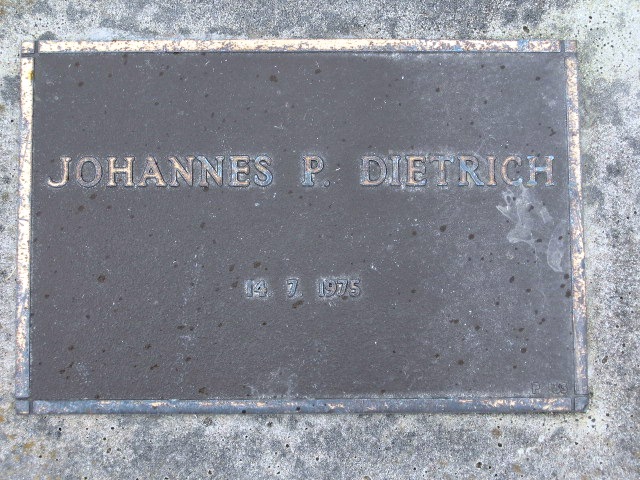 JOHANNES P. DIETRICH
14. 7. 1975